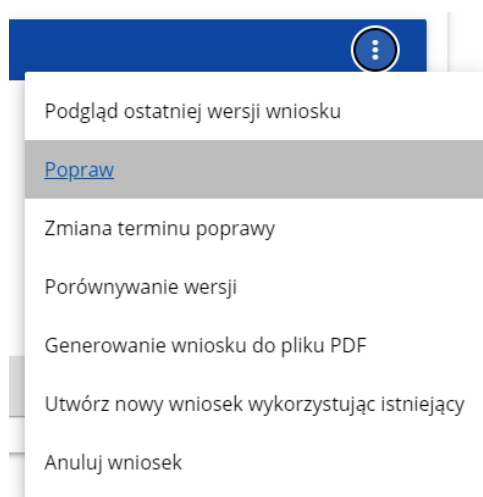 Podgląd ostatniej wersji wniosku
Popraw
Zmiana terminu poprawy
Porównywanie wersji
Generowanie wniosku do pliku PDF
Utwórz nowy wniosek wykorzystując istniejący
Anuluj wniosek